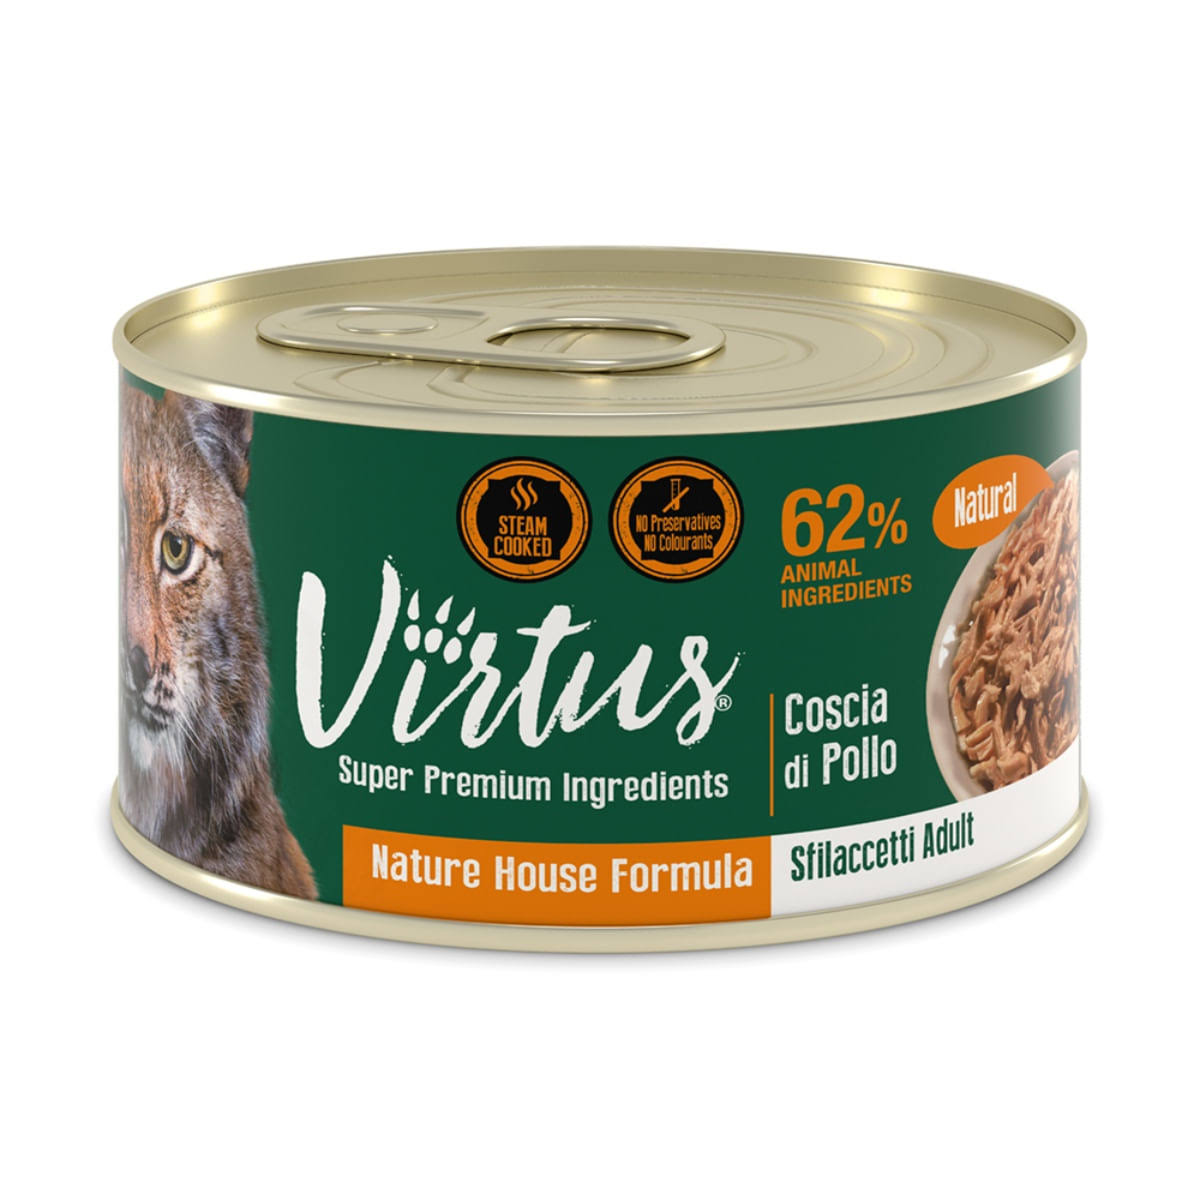 STEAM
COOKED
NO Preservatives
NO Colourants
62%
ANIMAL
INGREDIENTS
Natural
Virtus®
Super Premium Ingredients
Coscia
di Pollo
Nature House Formula
Sfilaccetti Adult